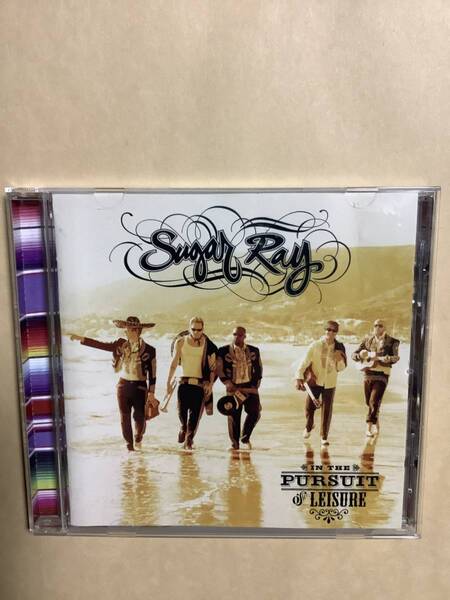 Sugar Ray
IN THE
PURSUIT
of LEISURE